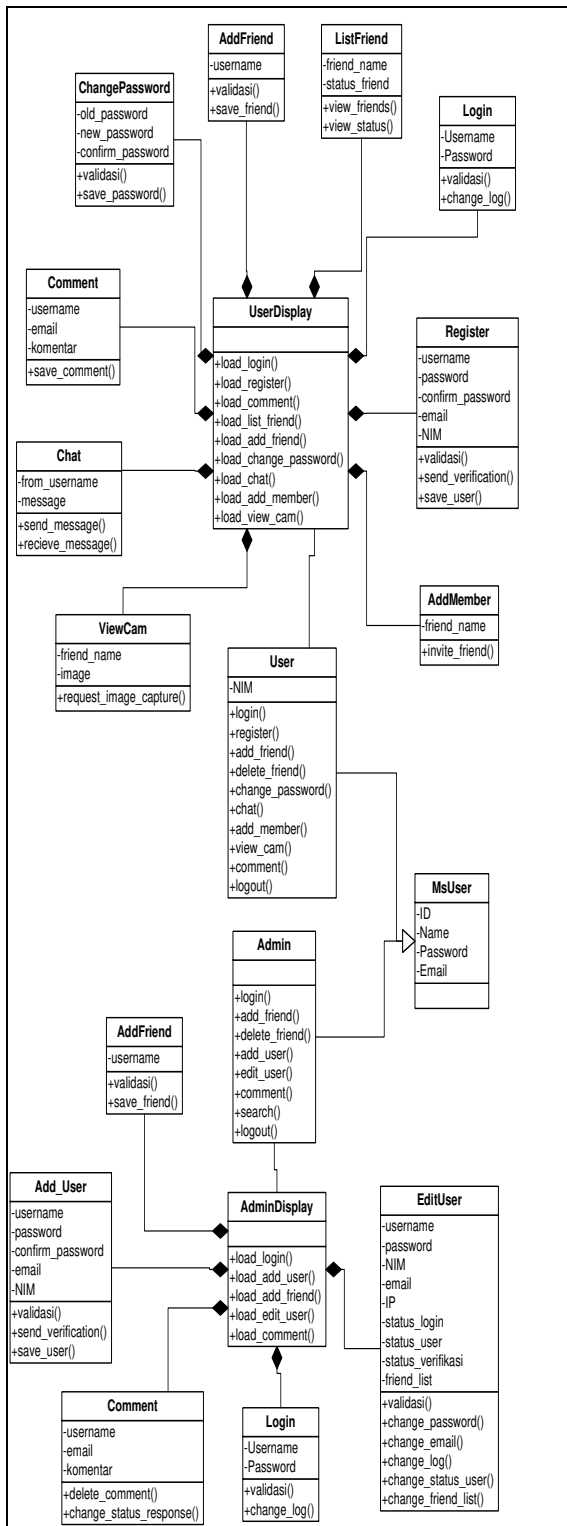 AddFriend
-username
+validasi()
+save_friend()
ListFriend
-friend_name
-status_friend
+view_friends()
+view_status()
ChangePassword
-old_password
-new_password
-confirm_password
+validasi()
+save_password()
Login
-Username
-Password
+validasi()
+change_log()
Comment
-username
-email
-komentar
+save_comment()
UserDisplay
+load_login()
+load_register()
+load_comment()
+load_list_friend()
+load_add_friend()
+load_change_password()
+load_chat()
+load_add_member()
+load_view_cam()
Register
-username
-password
-confirm_password
-email
-NIM
+validasi()
+send_verification()
+save_user()
Chat
-from_username
-message
+send_message()
+recieve_message()
AddMember
-friend_name
+invite_friend()
ViewCam
-friend_name
-image
+request_image_capture()
User
-NIM
+login()
+register()
+add_friend()
+delete_friend()
+change_password()
+chat()
+add_member()
+view_cam()
+comment()
+logout()
MsUser
-ID
-Name
-Password
-Email
Admin
+login()
+add_friend()
+delete_friend()
+add_user()
+edit_user()
+comment()
+search()
+logout()
AddFriend
-username
+validasi()
+save_friend()
Add_User
-username
-password
-confirm_password
-email
-NIM
+validasi()
+send_verification()
+save_user()
AdminDisplay
+load_login()
+load_add_user()
+load_add_friend()
+load_edit_user()
+load_comment()
EditUser
-username
-password
-NIM
-email
-IP
-status_login
-status_user
-status_verifikasi
-friend_list
+validasi()
+change_password()
+change_email()
+change_log()
+change_status_user()
+change_friend_list()
Comment
-username
-email
-komentar
+delete_comment()
+change_status_response()
Login
-Username
-Password
+validasi()
+change_log()